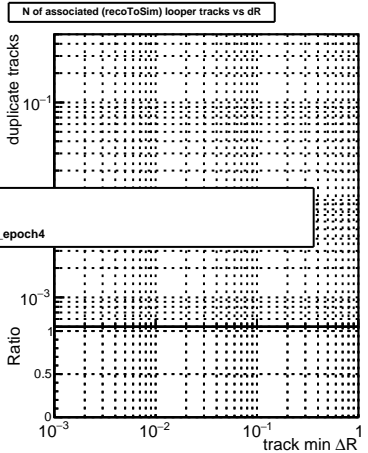 N of associated (recoToSim) looper tracks vs dR
duplicate tracks
10⁻¹
_epoch4
10⁻³
Ratio
1
0.5
0
10⁻³ 10⁻² 10⁻¹ 1
track min ΔR